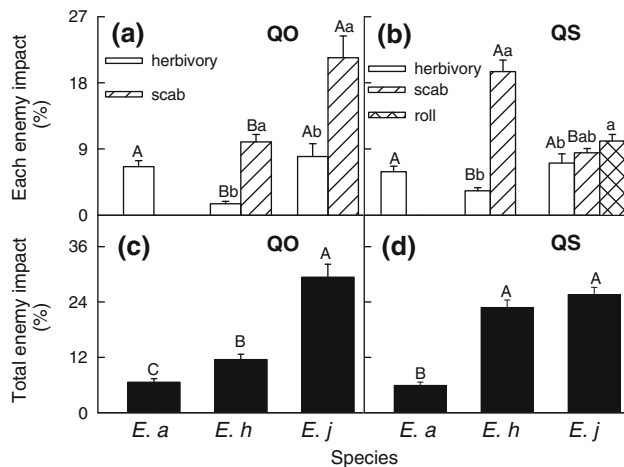 Each enemy impact
(%)
27
18
9
0
(a)
QO
herbivory
scab
A
Bb
Ba
Ab
Aa
(b)
QS
herbivory
scab
roll
A
Bb
Aa
Ab
Bab
a
Total enemy impact
(%)
36
24
12
0
(c)
QO
C
B
A
(d)
QS
B
A
A
E. a
E. h
E. j
E. a
E. h
E. j
Species